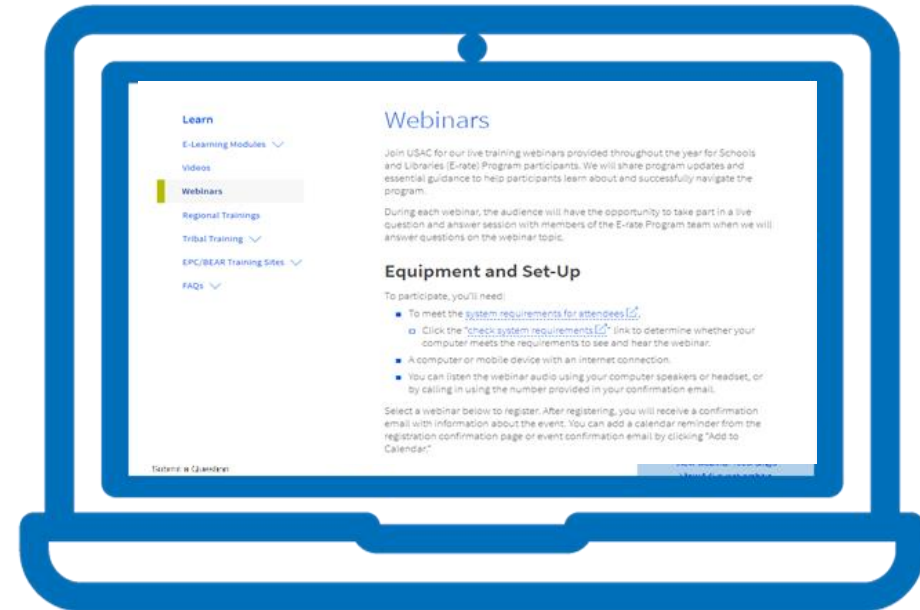 Learn
E-Learning Modules
Videos
Webinars
Regional Trainings
Tribal Training
EPC/BEAR Training Sites
FAQs
Webinars
Join USAC for our live training webinars provided throughout the year for Schools
and Libraries (E-rate) Program participants. We will share program updates and
essential guidance to help participants learn about and successfully navigate the
program.
During each webinar, the audience will have the opportunity to take part in a live
question and answer session with members of the E-rate Program team when we will
answer questions on the webinar topic.
Equipment and Set-Up
To participate, you'll need:
To meet the system requirements for attendees.
Click the "check system requirements" link to determine whether your
computer meets the requirements to see and hear the webinar.
A computer or mobile device with an internet connection.
You can listen the webinar audio using your computer speakers or headset, or
by calling in using the number provided in your confirmation email.
Select a webinar below to register. After registering, you will receive a confirmation
email with information about the event. You can add a calendar reminder from the
registration confirmation page or event confirmation email by clicking "Add to
Calendar."